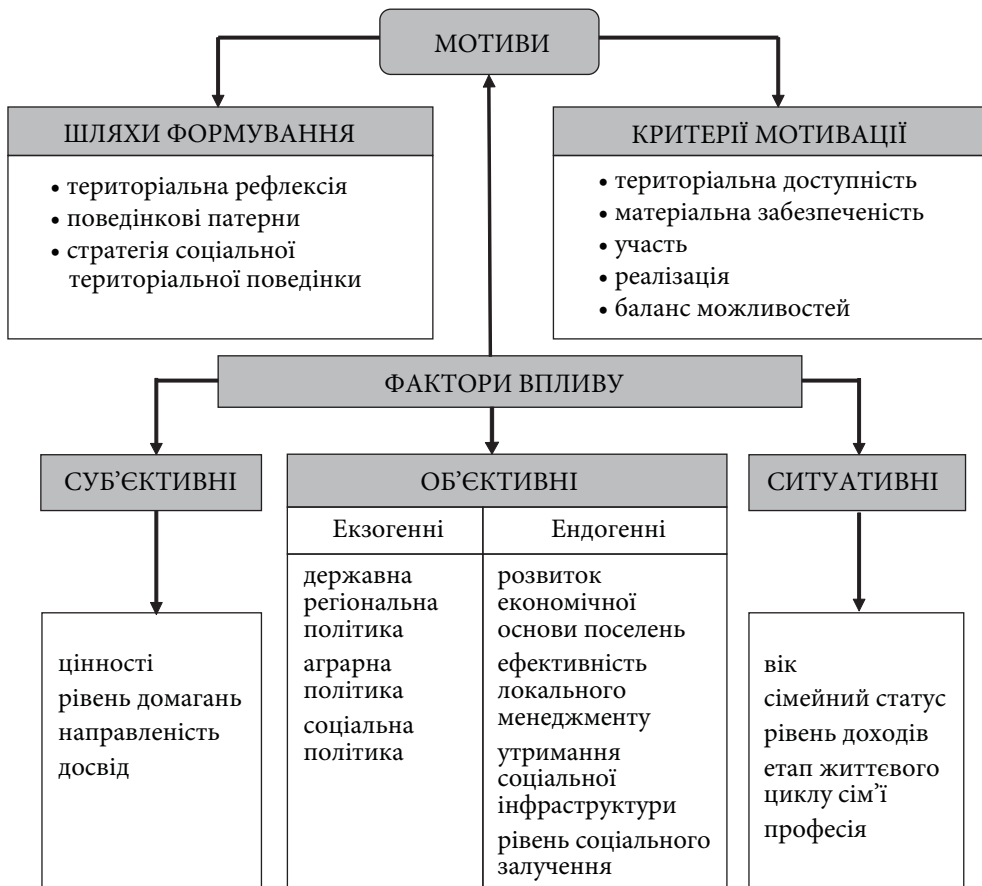 МОТИВИ
ШЛЯХИ ФОРМУВАННЯ
• територіальна рефлексія
• поведінкові патерни
• стратегія соціальної
територіальної поведінки
КРИТЕРІЇ МОТИВАЦІЇ
• територіальна доступність
• матеріальна забезпеченість
• участь
• реалізація
• баланс можливостей
ФАКТОРИ ВПЛИВУ
СУБ’ЄКТИВНІ
цінності
рівень домагань
направленість
досвід
ОБ’ЄКТИВНІ
Екзогенні
державна
регіональна
політика
аграрна
політика
соціальна
політика
Ендогенні
розвиток
економічної
основи поселень
ефективність
локального
менеджменту
утримання
соціальної
інфраструктури
рівень соціального
залучення
СИТУАТИВНІ
вік
сімейний статус
рівень доходів
етап життєвого
циклу сім’ї
професія